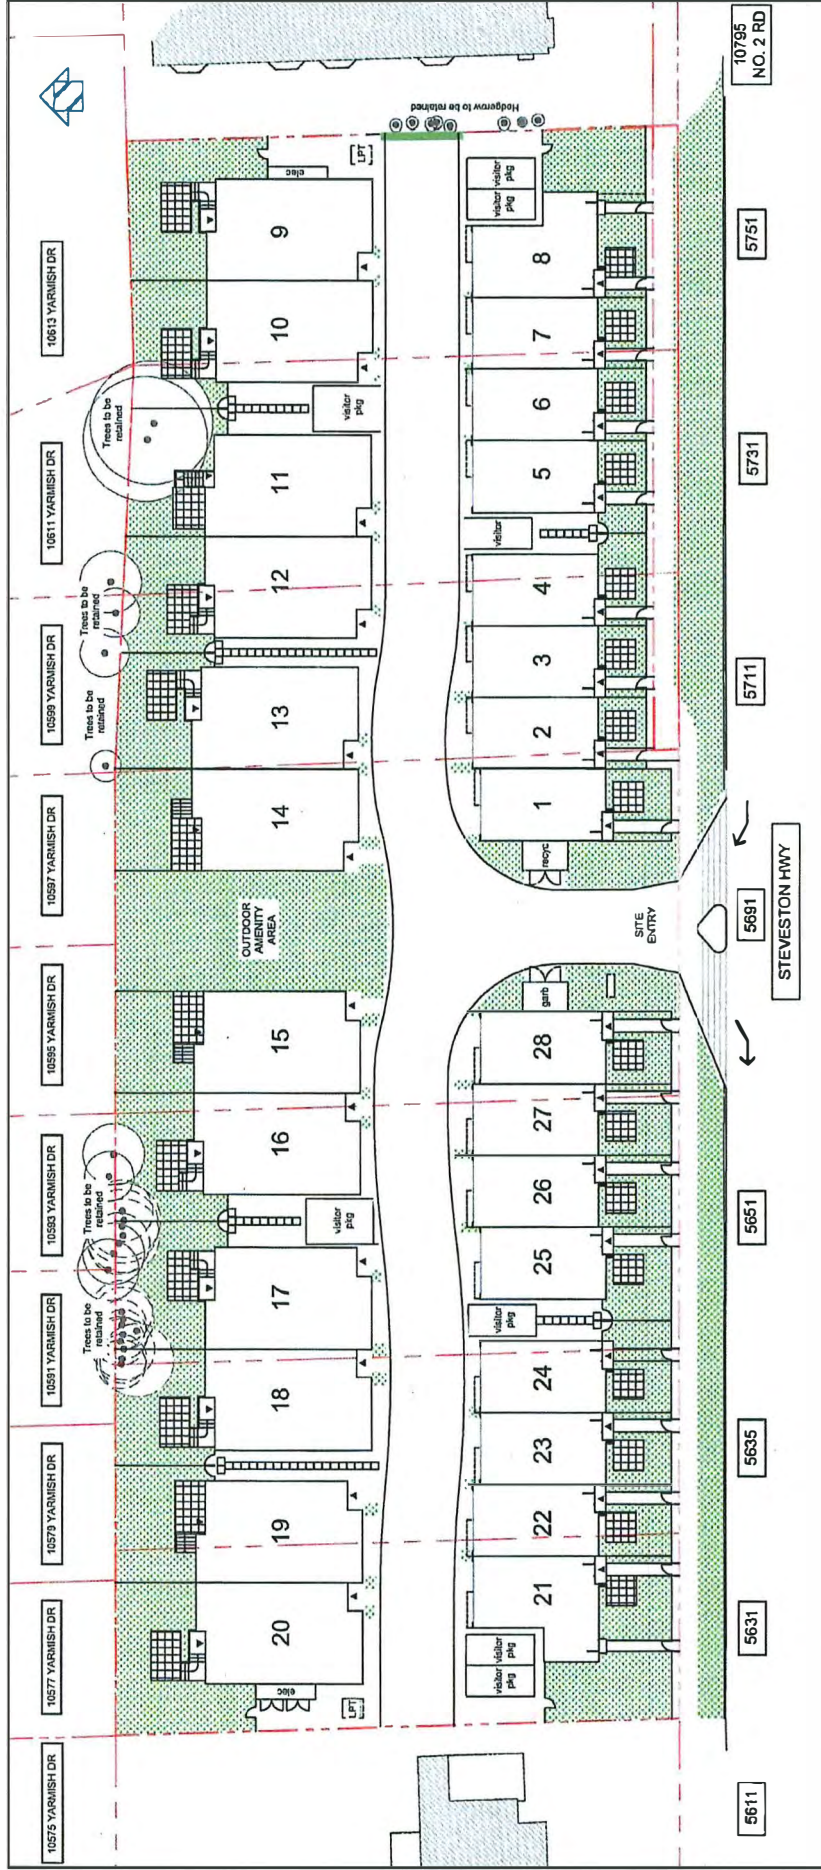 10575 YARMISH DR
10577 YARMISH DR
10579 YARMISH DR
10591 YARMISH DR
10593 YARMISH DR
10595 YARMISH DR
10597 YARMISH DR
10599 YARMISH DR
10611 YARMISH DR
10613 YARMISH DR
Trees to be
retained
Trees to be
retained
Trees to be
retained
Trees to be
retained
Trees to be
retained
20
19
18
17
16
15
OUTDOOR
AMENITY
AREA
14
13
12
11
10
9
elec
elec
LPT
LPT
visitor
pkg
visitor
pkg
Hedgerow to be retained
visitor
pkg
visitor
pkg
21
22
23
24
visitor
pkg
25
26
27
28
garb
SITE
ENTRY
recyc
1
2
3
4
visitor
5
6
7
8
visitor
pkg
visitor
pkg
5611
5631
5635
5651
5691
5711
5731
5751
10795
NO. 2 RD
STEVESTON HWY